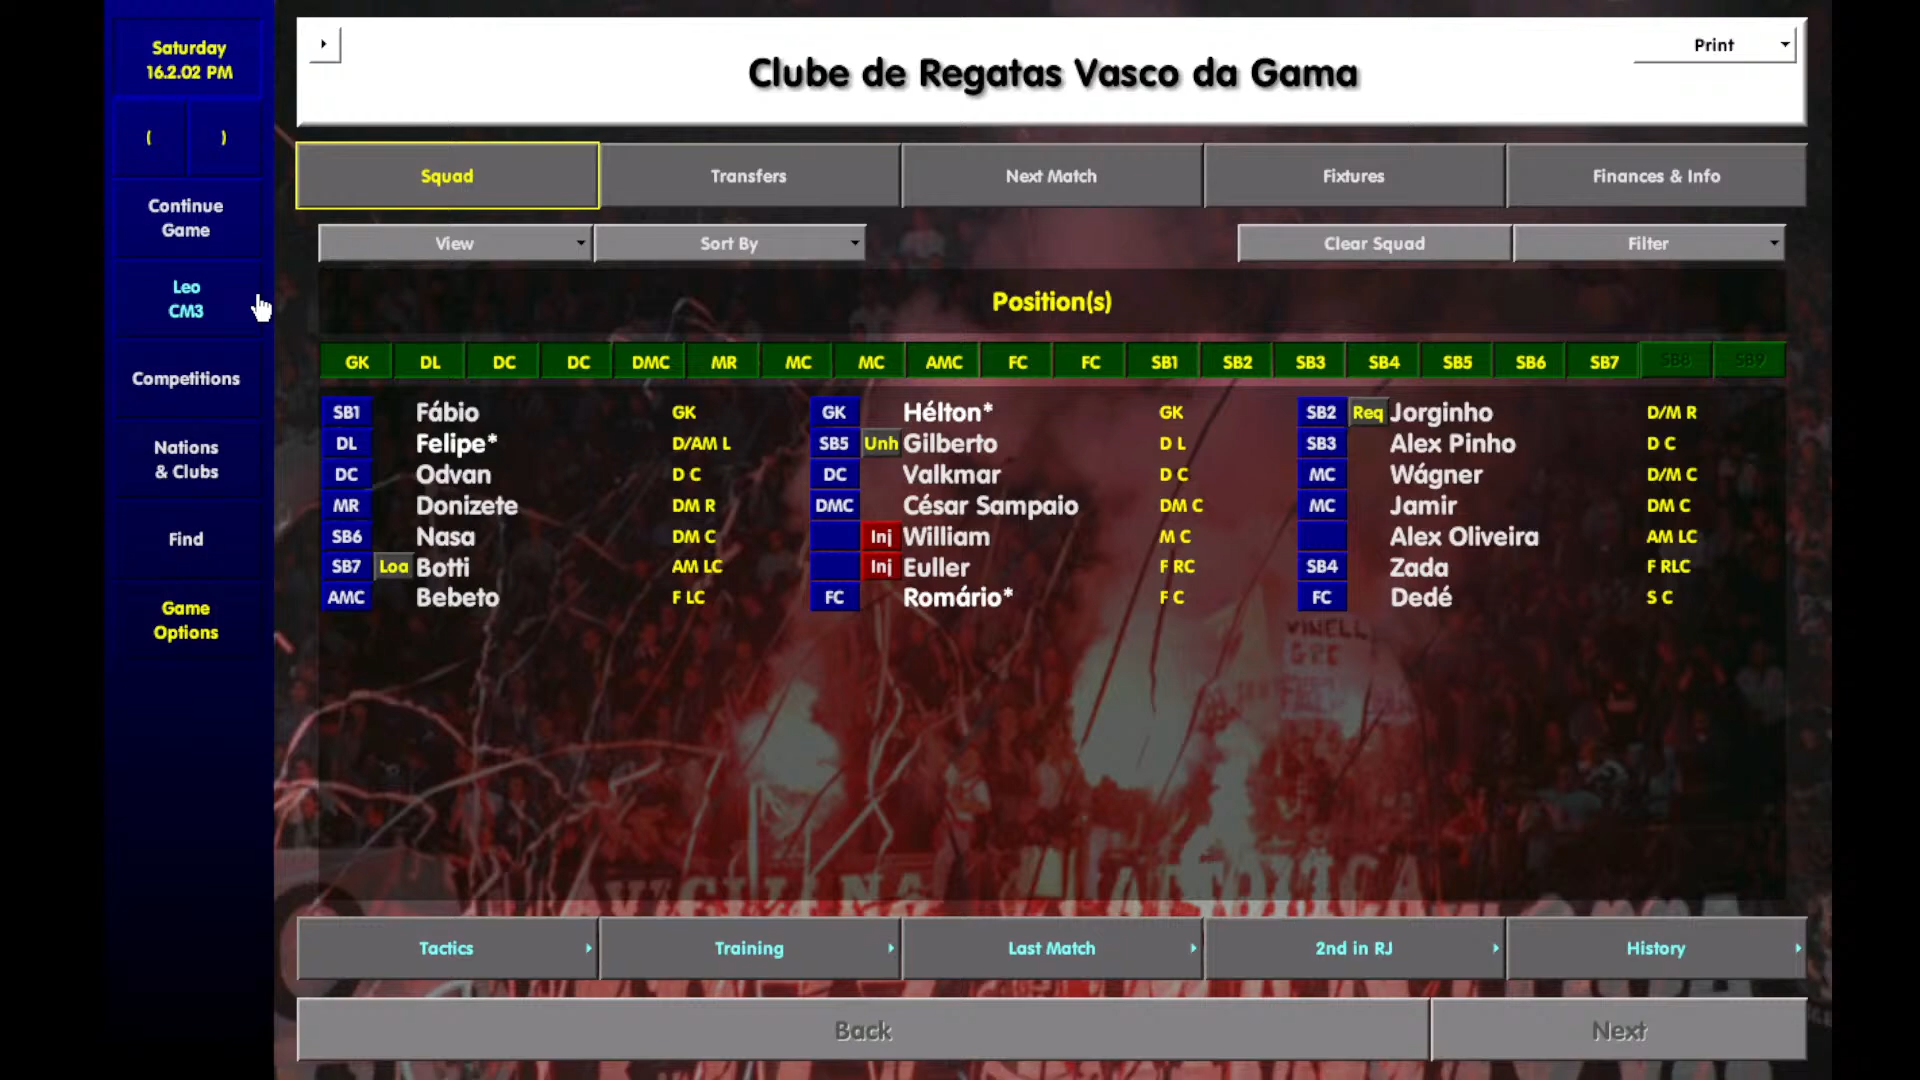 Saturday
16.2.02 PM
( )
Continue
Game
Leo
CM3
Competitions
Nations
& Clubs
Find
Game
Options
Clube de Regatas Vasco da Gama
Print
Squad Transfers Next Match Fixtures Finances & Info
View Sort By Clear Squad Filter
Position(s)
GK DL DC DC DMC MR MC MC AMC FC FC SB1 SB2 SB3 SB4 SB5 SB6 SB7 SB8 SB9
SB1 Fábio GK GK Hélton* GK SB2 Req Jorginho D/M R
DL Felipe* D/AM L SB5 Unh Gilberto D L SB3 Alex Pinho D C
DC Odvan D C DC Valkmar D C MC Wágner D/M C
MR Donizete DM R DMC César Sampaio DM C MC Jamir DM C
SB6 Nasa DM C Inj William M C Alex Oliveira AM LC
SB7 Loa Botti AM LC Inj Euller F RC SB4 Zada F RLC
AMC Bebeto F LC FC Romário* F C FC Dedé S C
Tactics Training Last Match 2nd in RJ History
Back Next